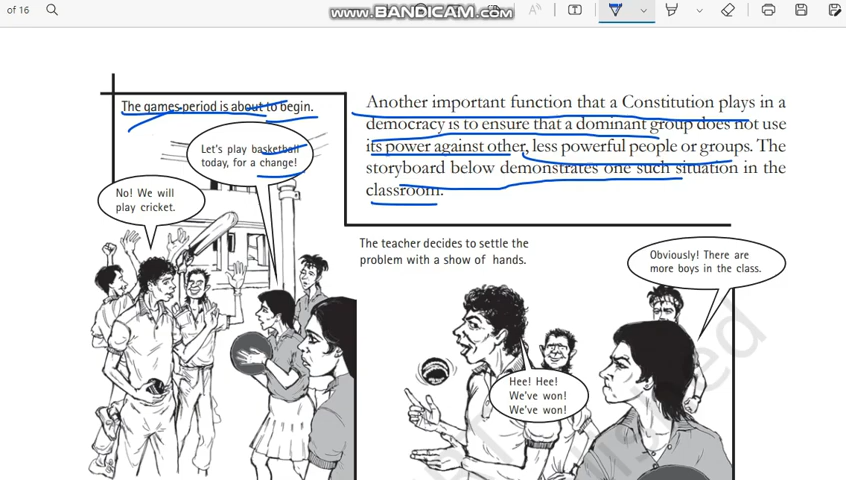 of 16
www.BANDICAM.com
The games period is about to begin.
Let's play basketball
today, for a change!
No! We will
play cricket.
Another important function that a Constitution plays in a
democracy is to ensure that a dominant group does not use
its power against other, less powerful people or groups. The
storyboard below demonstrates one such situation in the
classroom.
The teacher decides to settle the
problem with a show of hands.
Obviously! There are
more boys in the class.
Hee! Hee!
We've won!
We've won!